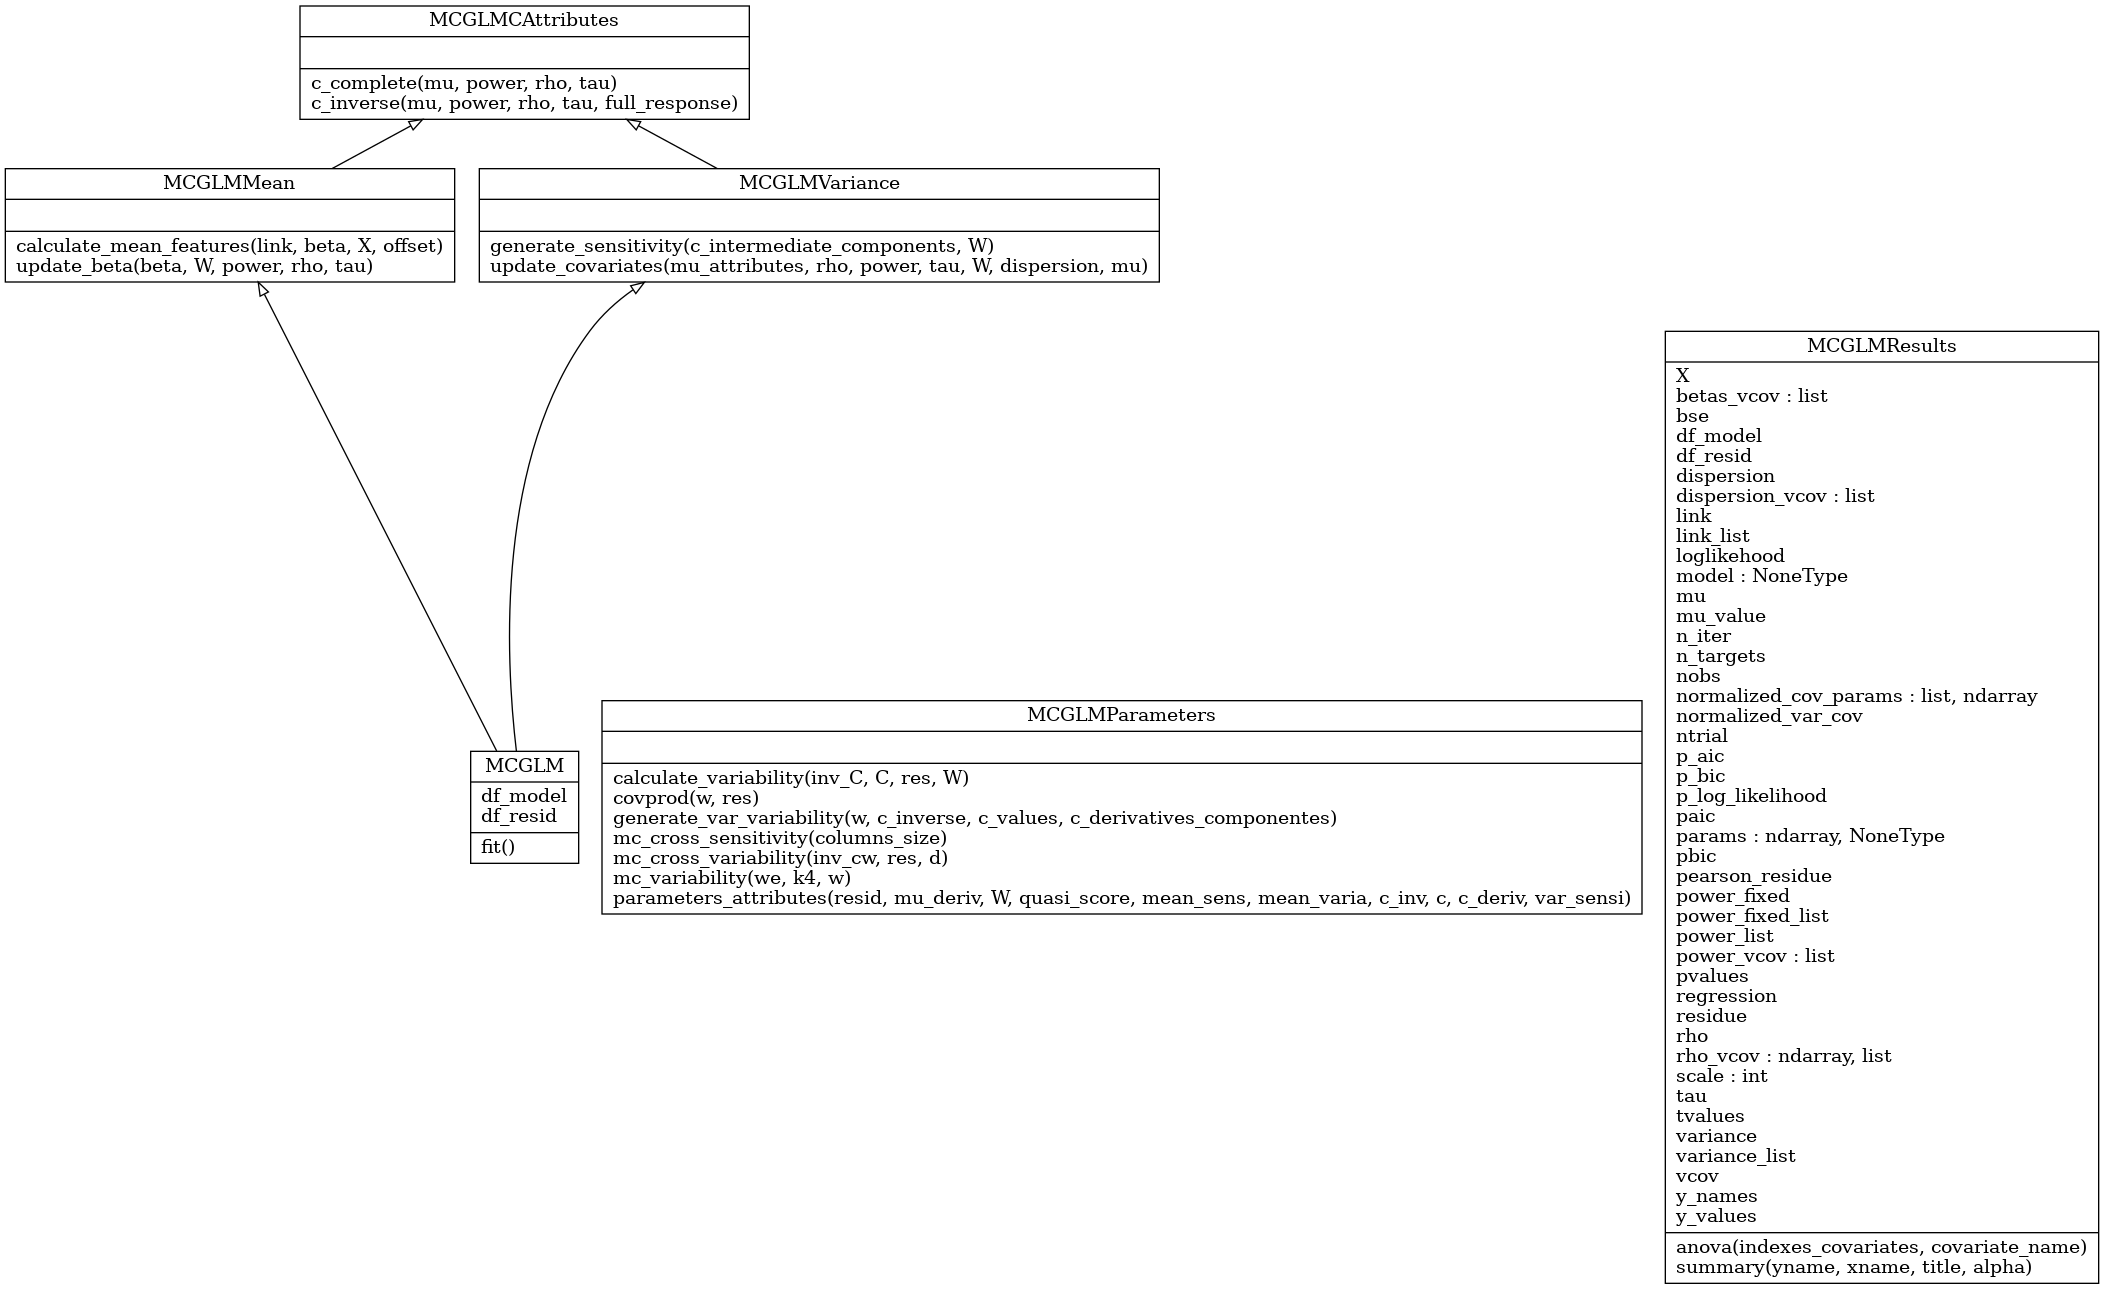 MCGLMCAttributes
c_complete(mu, power, rho, tau)
c_inverse(mu, power, rho, tau, full_response)
MCGLMMean
calculate_mean_features(link, beta, X, offset)
update_beta(beta, W, power, rho, tau)
MCGLMVariance
generate_sensitivity(c_intermediate_components, W)
update_covariates(mu_attributes, rho, power, tau, W, dispersion, mu)
MCGLM
df_model
df_resid
fit()
MCGLMParameters
calculate_variability(inv_C, C, res, W)
covprod(w, res)
generate_var_variability(w, c_inverse, c_values, c_derivatives_componentes)
mc_cross_sensitivity(columns_size)
mc_cross_variability(inv_cw, res, d)
mc_variability(we, k4, w)
parameters_attributes(resid, mu_deriv, W, quasi_score, mean_sens, mean_varia, c_inv, c, c_deriv, var_sensi)
MCGLMResults
X
betas_vcov : list
bse
df_model
df_resid
dispersion
dispersion_vcov : list
link
link_list
loglikehood
model : NoneType
mu
mu_value
n_iter
n_targets
nobs
normalized_cov_params : list, ndarray
normalized_var_cov
ntrial
p_aic
p_bic
p_log_likelihood
paic
params : ndarray, NoneType
pbic
pearson_residue
power_fixed
power_fixed_list
power_list
power_vcov : list
pvalues
regression
residue
rho
rho_vcov : ndarray, list
scale : int
tau
tvalues
variance
variance_list
vcov
y_names
y_values
anova(indexes_covariates, covariate_name)
summary(yname, xname, title, alpha)